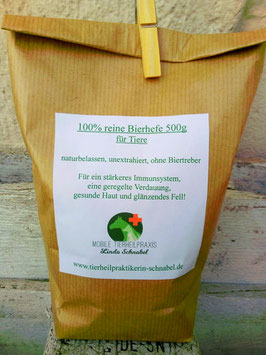 100% reine Bierhefe 500g
für Tiere
naturbelassen, unextrahiert, ohne Biertreber
Für ein stärkeres Immunsystem,
eine geregelte Verdauung,
gesunde Haut und glänzendes Fell!
MOBILE TIERHEILPRAXIS
Linda Schnabel
www.tierheilpraktikerin-schnabel.de